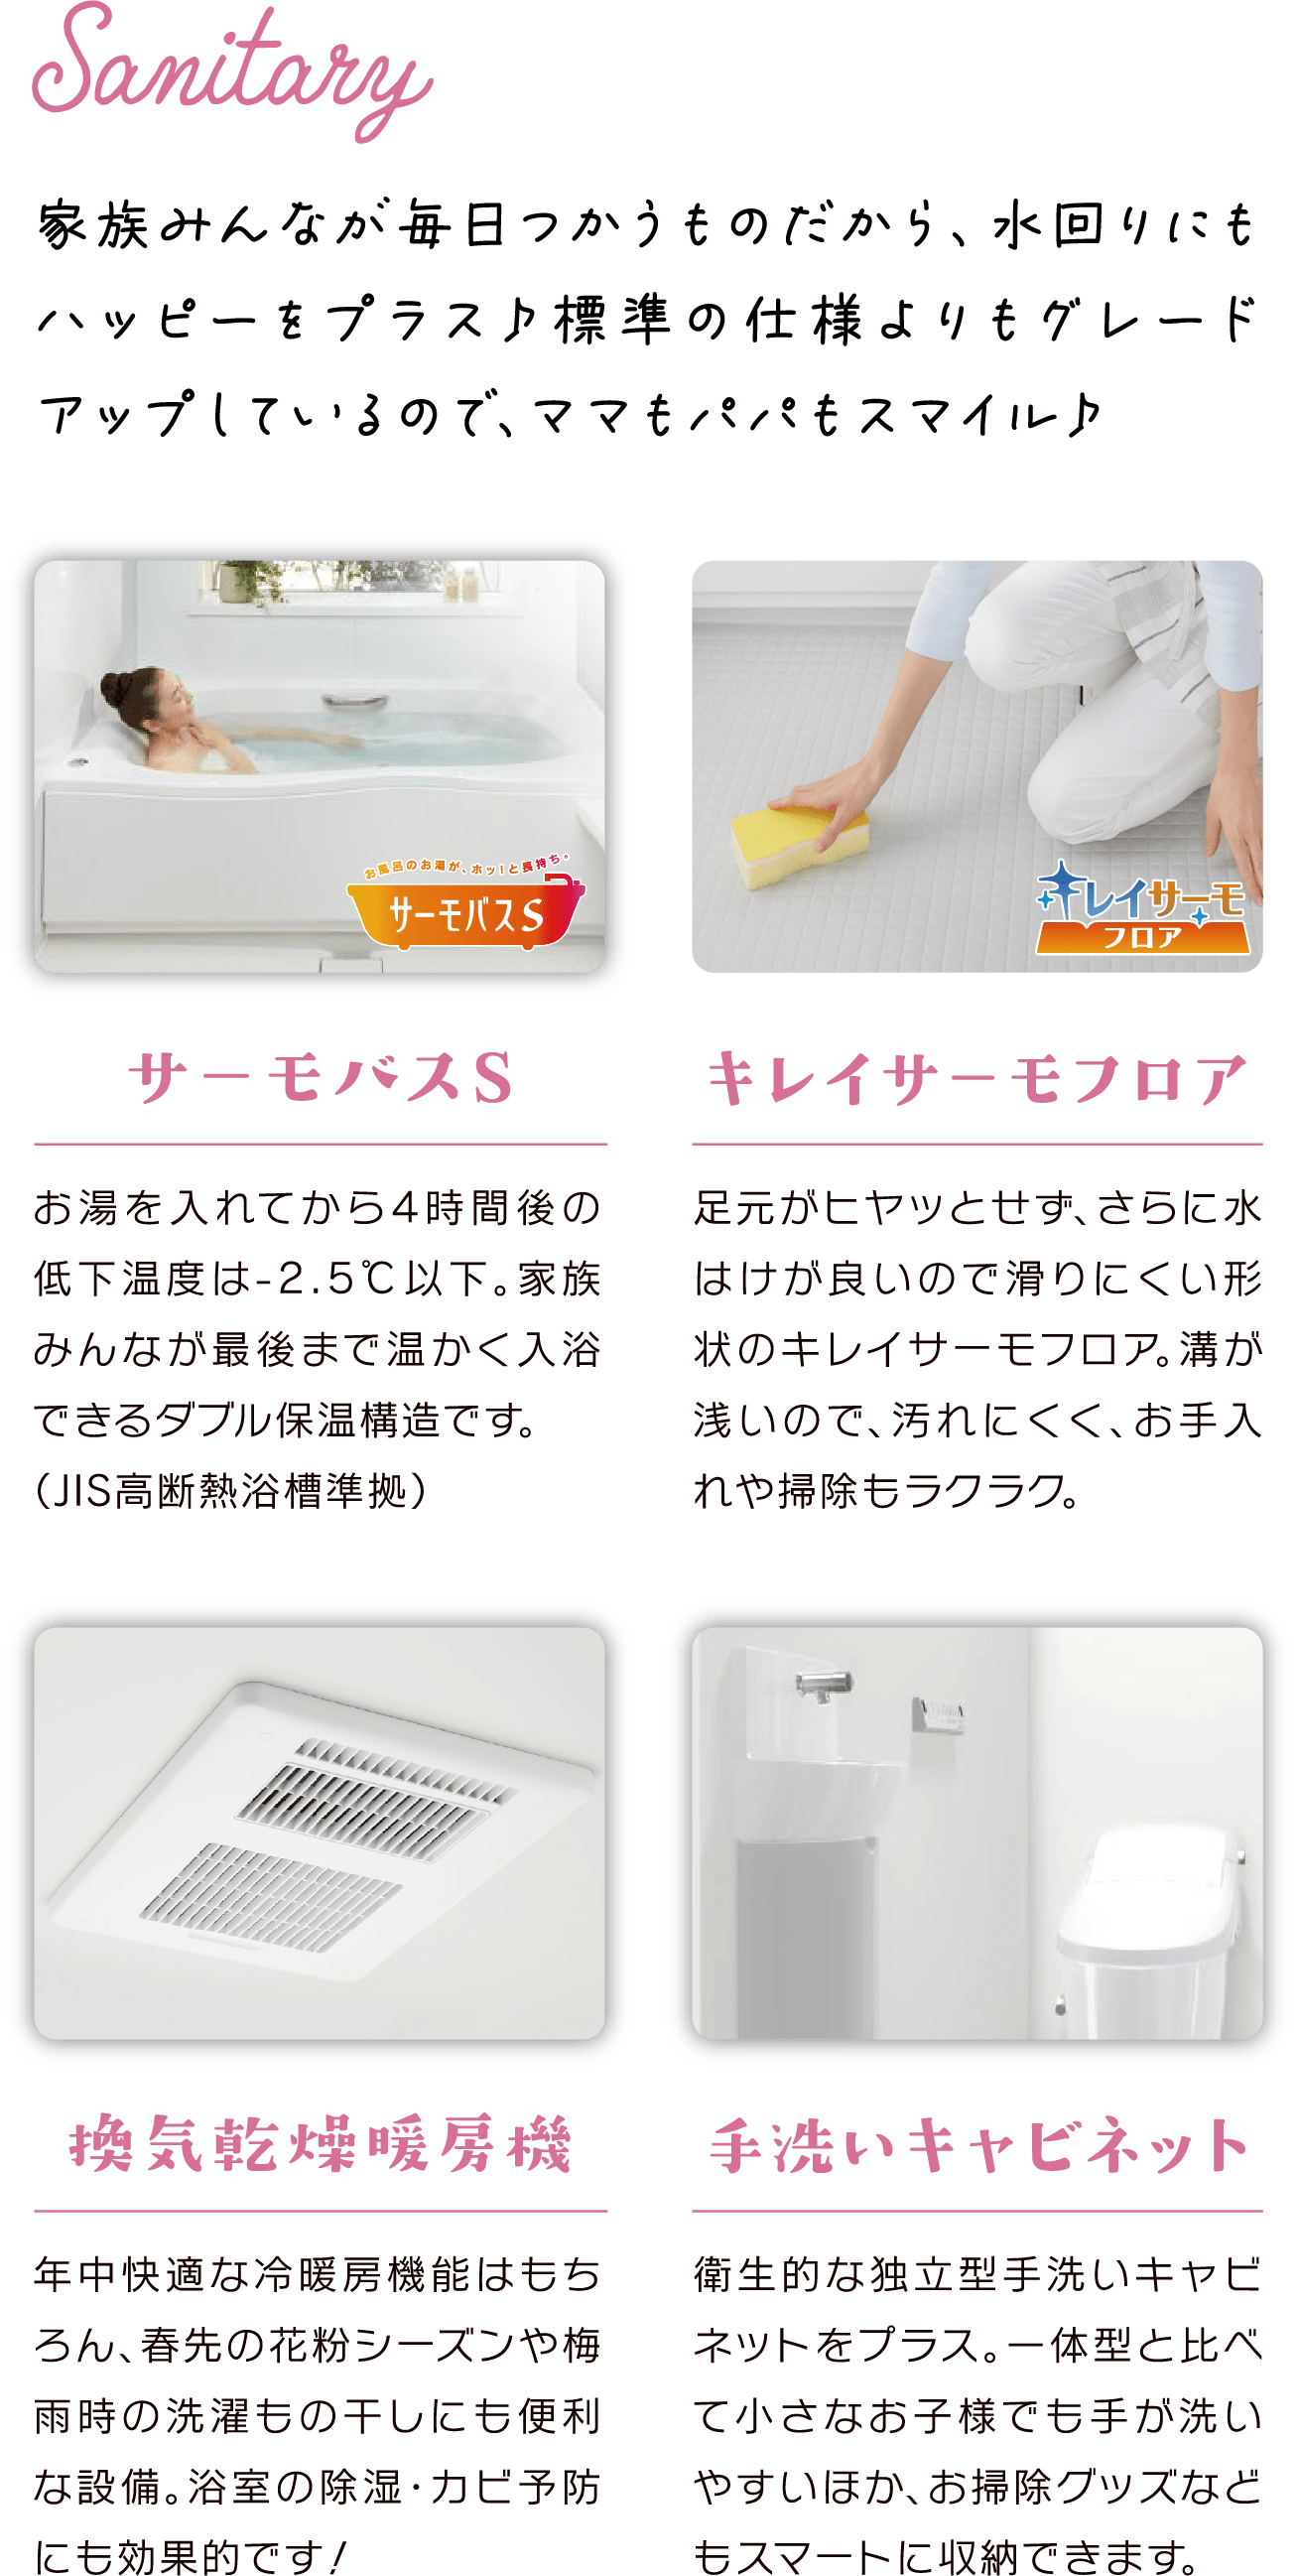 Sanitary
家族みんなが毎日つかうものだから、水回りにも
ハッピーをプラス♪標準の仕様よりもグレード
アップしているので、ママもパパもスマイル♪
お風呂のお湯が、ホッ!と長持ち。
サーモバスS
キレイサーモ
フロア
サーモバスS
お湯を入れてから4時間後の
低下温度は-2.5℃以下。家族
みんなが最後まで温かく入浴
できるダブル保温構造です。
（JIS高断熱浴槽準拠）
キレイサーモフロア
足元がヒヤッとせず、さらに水
はけが良いので滑りにくい形
状のキレイサーモフロア。溝が
浅いので、汚れにくく、お手入
れや掃除もラクラク。
換気乾燥暖房機
年中快適な冷暖房機能はもち
ろん、春先の花粉シーズンや梅
雨時の洗濯もの干しにも便利
な設備。浴室の除湿・カビ予防
にも効果的です！
手洗いキャビネット
衛生的な独立型手洗いキャビ
ネットをプラス。一体型と比べ
て小さなお子様でも手が洗い
やすいほか、お掃除グッズなど
もスマートに収納できます。